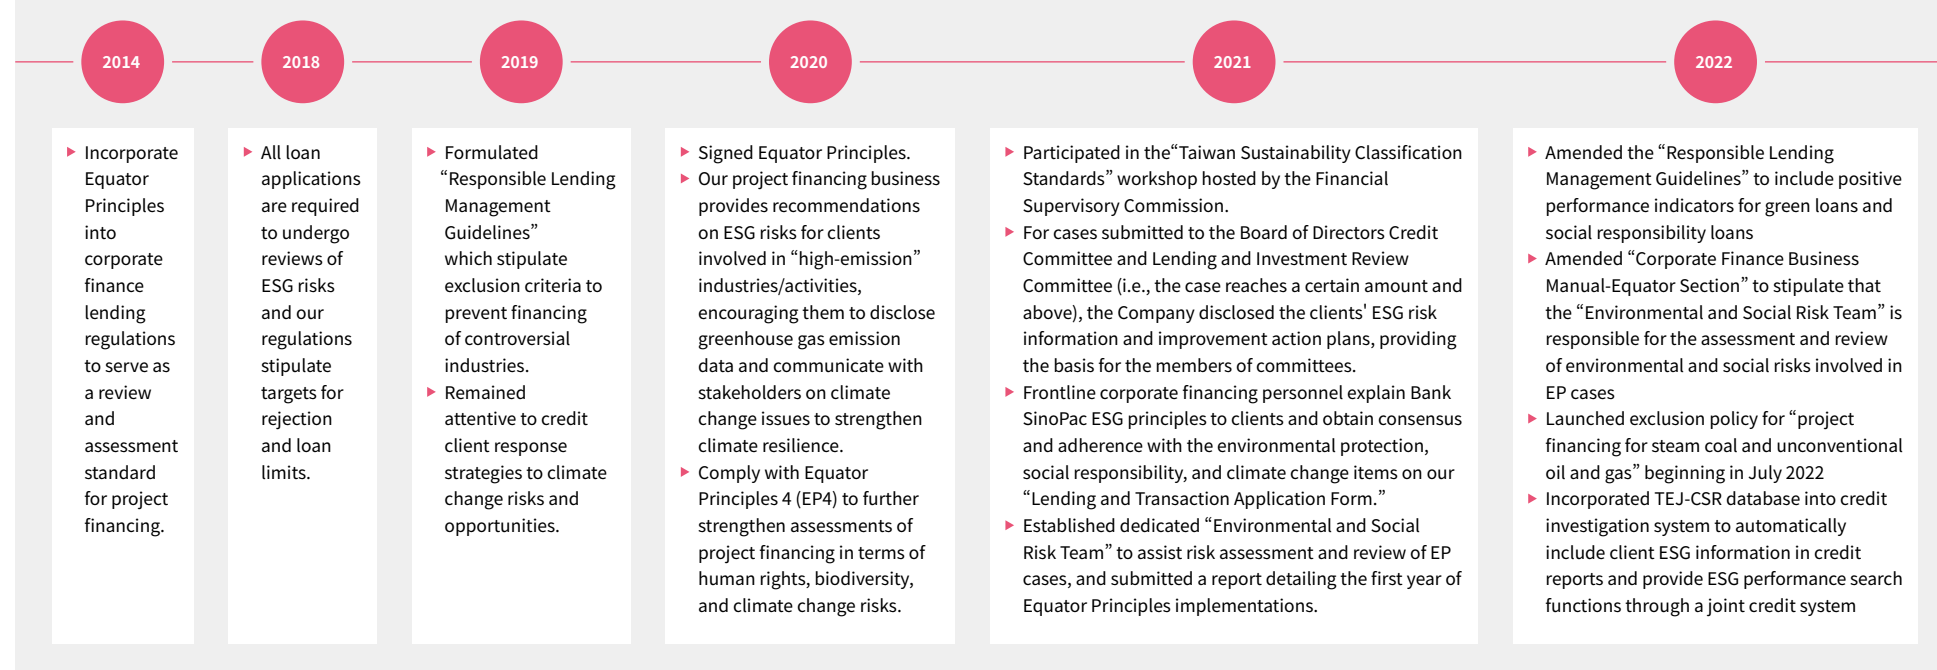 2014
2018
2019
2020
2021
2022
Incorporate
Equator
Principles
into
corporate
finance
lending
regulations
to serve as
a review
and
assessment
standard
for project
financing.
All loan
applications
are required
to undergo
reviews of
ESG risks
and our
regulations
stipulate
targets for
rejection
and loan
limits.
Formulated
“Responsible Lending
Management
Guidelines”
which stipulate
exclusion criteria to
prevent financing
of controversial
industries.
Remained
attentive to credit
client response
strategies to climate
change risks and
opportunities.
Signed Equator Principles.
Our project financing business
provides recommendations
on ESG risks for clients
involved in “high-emission”
industries/activities,
encouraging them to disclose
greenhouse gas emission
data and communicate with
stakeholders on climate
change issues to strengthen
climate resilience.
Comply with Equator
Principles 4 (EP4) to further
strengthen assessments of
project financing in terms of
human rights, biodiversity,
and climate change risks.
Participated in the“Taiwan Sustainability Classification
Standards” workshop hosted by the Financial
Supervisory Commission.
For cases submitted to the Board of Directors Credit
Committee and Lending and Investment Review
Committee (i.e., the case reaches a certain amount and
above), the Company disclosed the clients' ESG risk
information and improvement action plans, providing
the basis for the members of committees.
Frontline corporate financing personnel explain Bank
SinoPac ESG principles to clients and obtain consensus
and adherence with the environmental protection,
social responsibility, and climate change items on our
“Lending and Transaction Application Form.”
Established dedicated “Environmental and Social
Risk Team” to assist risk assessment and review of EP
cases, and submitted a report detailing the first year of
Equator Principles implementations.
Amended the “Responsible Lending
Management Guidelines” to include positive
performance indicators for green loans and
social responsibility loans
Amended “Corporate Finance Business
Manual-Equator Section” to stipulate that
the “Environmental and Social Risk Team” is
responsible for the assessment and review
of environmental and social risks involved in
EP cases
Launched exclusion policy for “project
financing for steam coal and unconventional
oil and gas” beginning in July 2022
Incorporated TEJ-CSR database into credit
investigation system to automatically
include client ESG information in credit
reports and provide ESG performance search
functions through a joint credit system